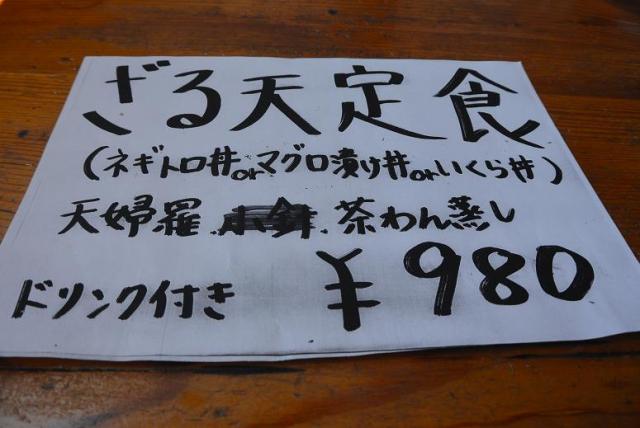 ざる天定食
(ネギトロ丼orマグロ漬け丼orいくら丼)
天婦羅.小鉢.茶わん蒸し
ドリンク付き ¥980